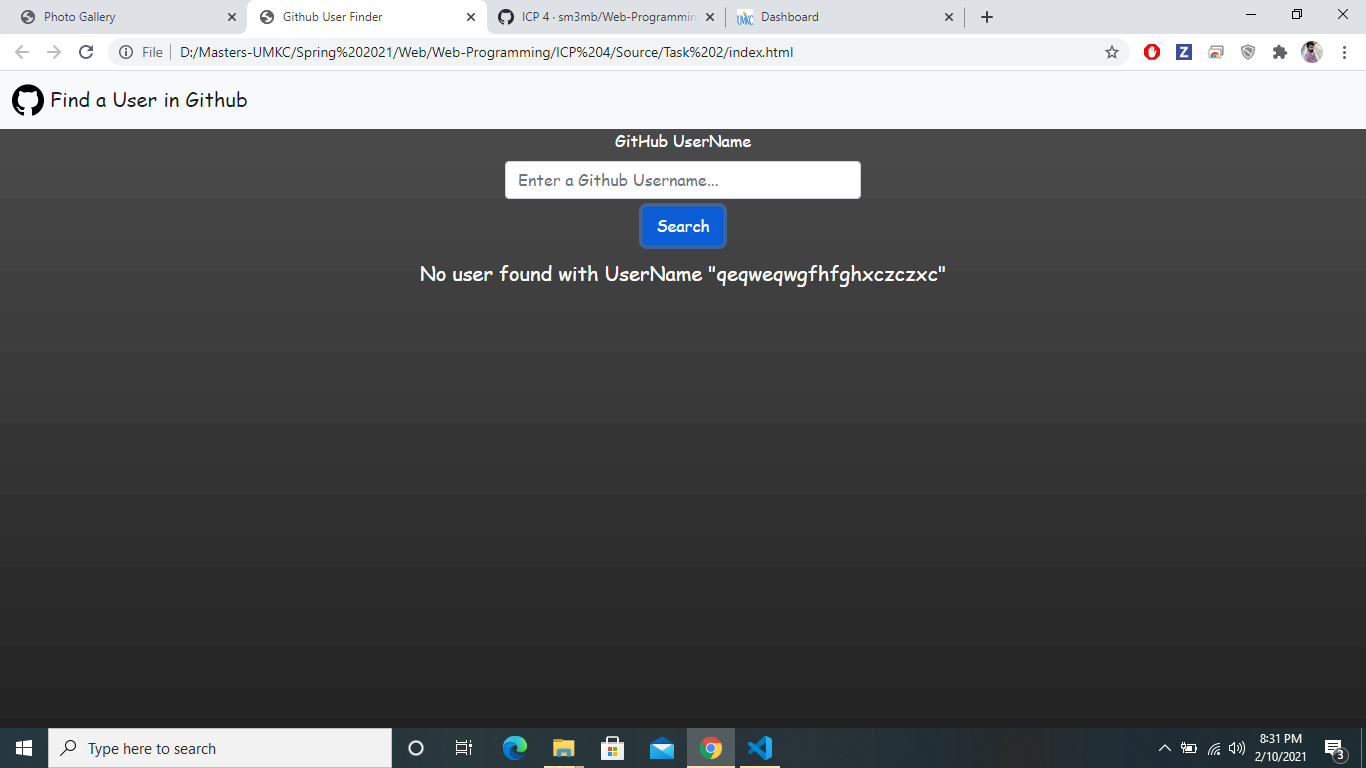 Photo Gallery
Github User Finder
ICP 4 · sm3mb/Web-Programmin
UMKC
Dashboard
File
D:/Masters-UMKC/Spring%202021/Web/Web-Programming/ICP%204/Source/Task%202/index.html
Z
Find a User in Github
GitHub UserName
Enter a Github Username...
Search
No user found with UserName "qeqweqwgfhfghxczczxc"
Type here to search
8:31 PM
2/10/2021
3